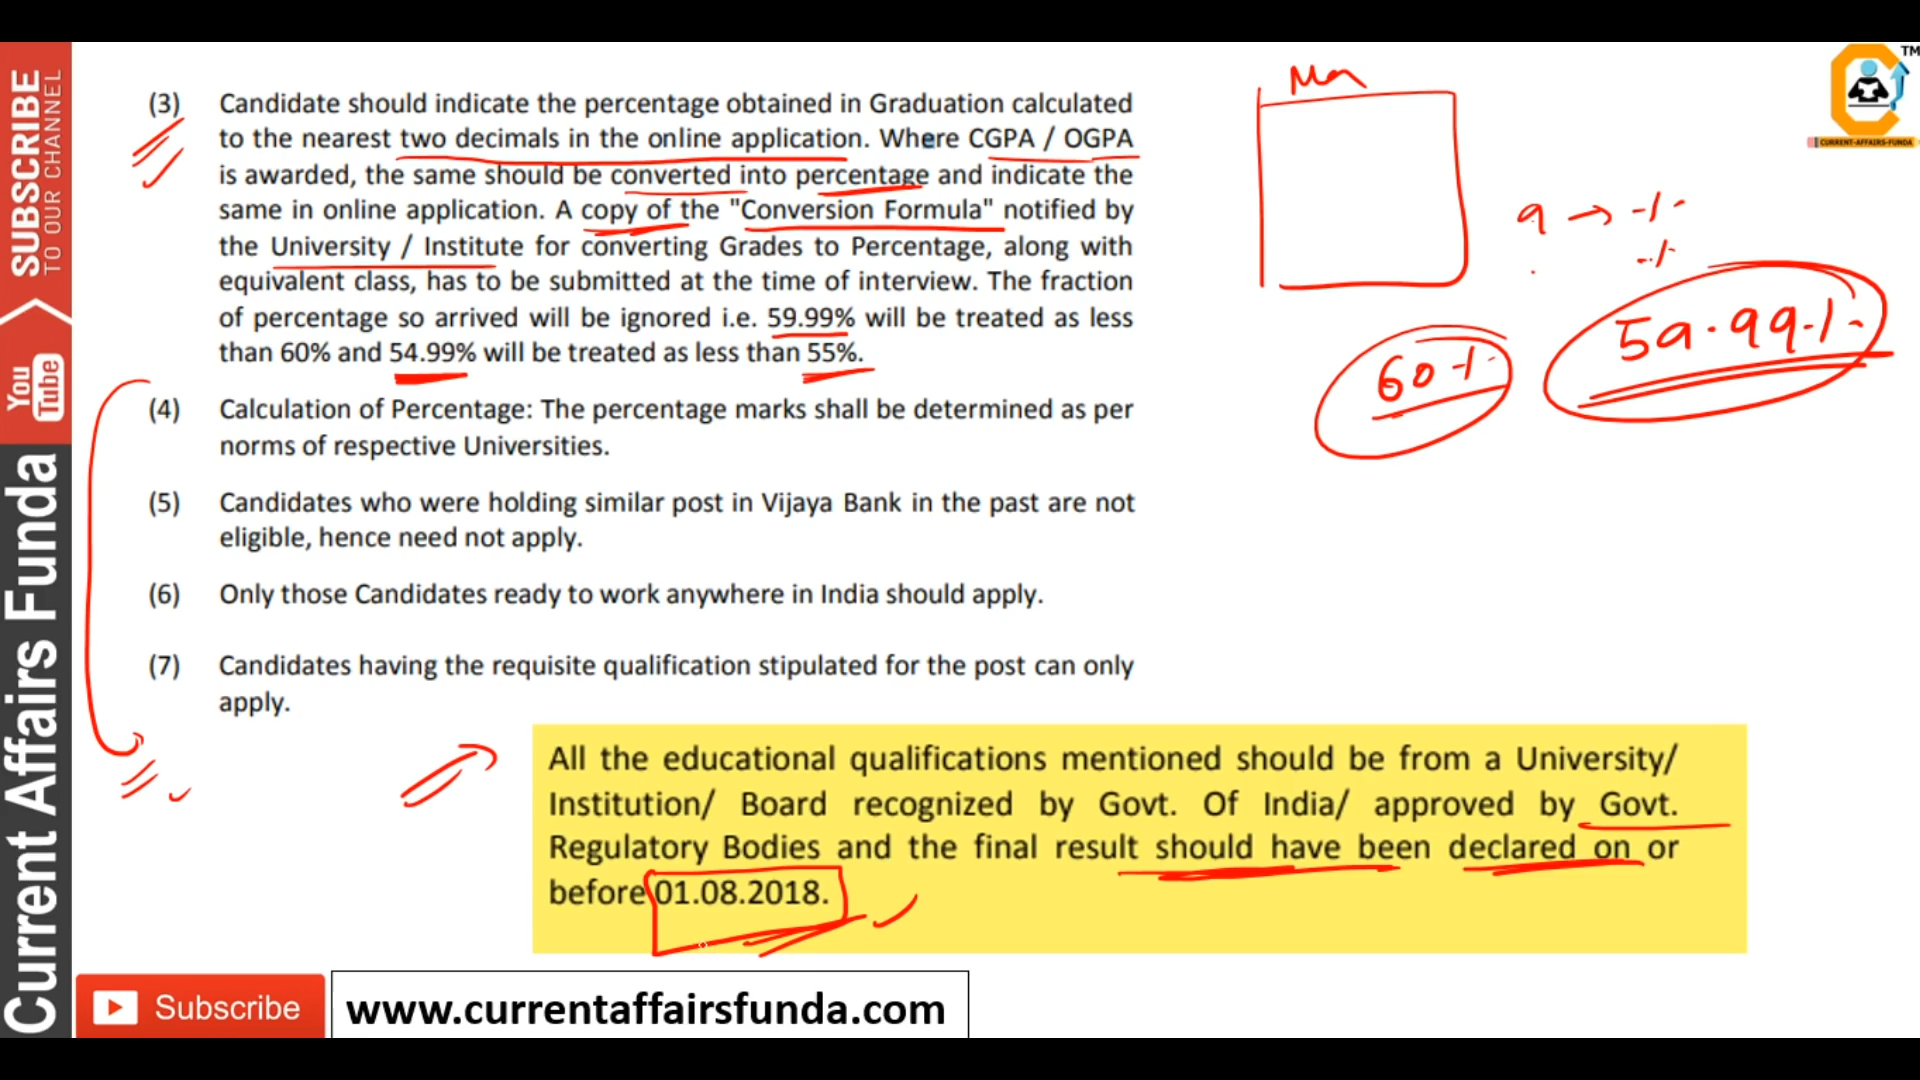 (3) Candidate should indicate the percentage obtained in Graduation calculated
to the nearest two decimals in the online application. Where CGPA / OGPA
is awarded, the same should be converted into percentage and indicate the
same in online application. A copy of the "Conversion Formula" notified by
the University / Institute for converting Grades to Percentage, along with
equivalent class, has to be submitted at the time of interview. The fraction
of percentage so arrived will be ignored i.e. 59.99% will be treated as less
than 60% and 54.99% will be treated as less than 55%.
(4) Calculation of Percentage: The percentage marks shall be determined as per
norms of respective Universities.
(5) Candidates who were holding similar post in Vijaya Bank in the past are not
eligible, hence need not apply.
(6) Only those Candidates ready to work anywhere in India should apply.
(7) Candidates having the requisite qualification stipulated for the post can only
apply.
All the educational qualifications mentioned should be from a University/
Institution/ Board recognized by Govt. Of India/ approved by Govt.
Regulatory Bodies and the final result should have been declared on or
before 01.08.2018.
60%
59.99%
TM
CURRENT-AFFAIRS-FUNDA
SUBSCRIBE
TO OUR CHANNEL
You
Tube
Current Affairs Funda
Subscribe
www.currentaffairsfunda.com